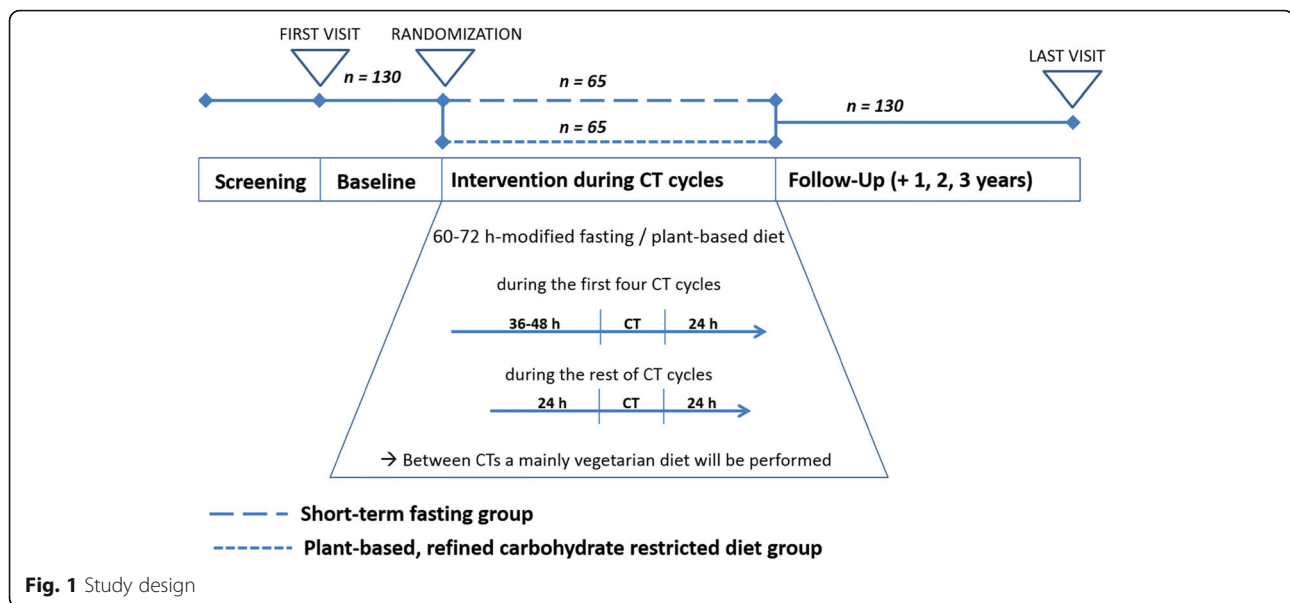 FIRST VISIT RANDOMIZATION
LAST VISIT
n = 130 n = 65
n = 130
n = 65
Screening Baseline Intervention during CT cycles Follow-Up (+ 1, 2, 3 years)
60-72 h-modified fasting / plant-based diet
during the first four CT cycles
36-48 h CT 24 h
during the rest of CT cycles
24 h CT 24 h
→ Between CTs a mainly vegetarian diet will be performed
Short-term fasting group
Plant-based, refined carbohydrate restricted diet group
Fig. 1 Study design